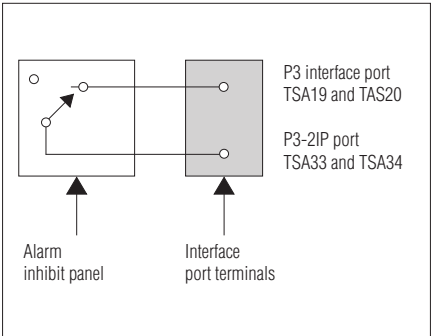 P3 interface port
TSA19 and TAS20
P3-2IP port
TSA33 and TSA34
Alarm
inhibit panel
Interface
port terminals